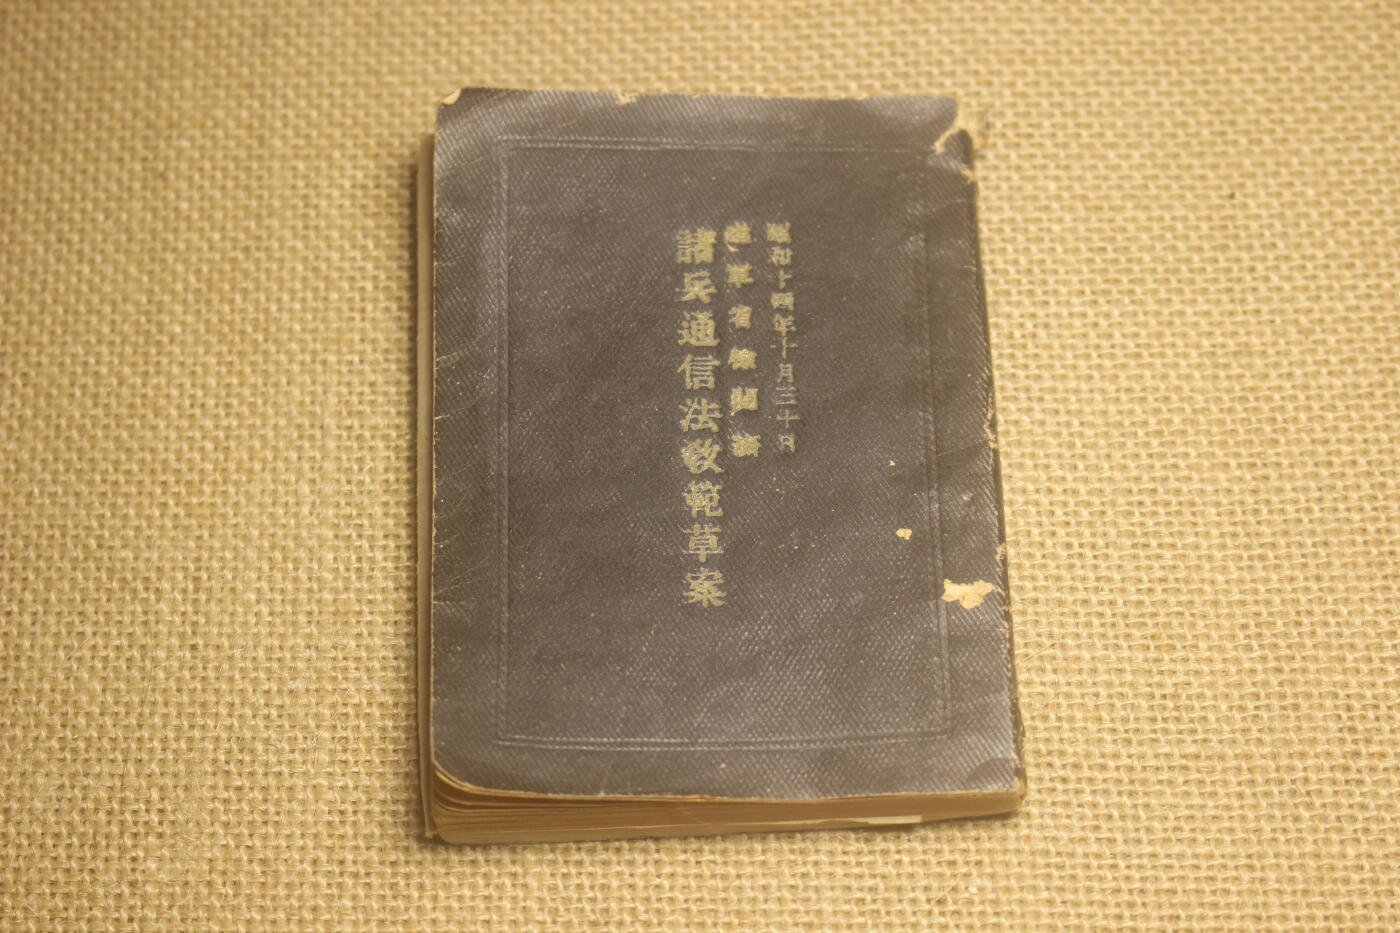 昭和十四年十月三十日
陸軍省検閲済
諸兵通信法教範草案